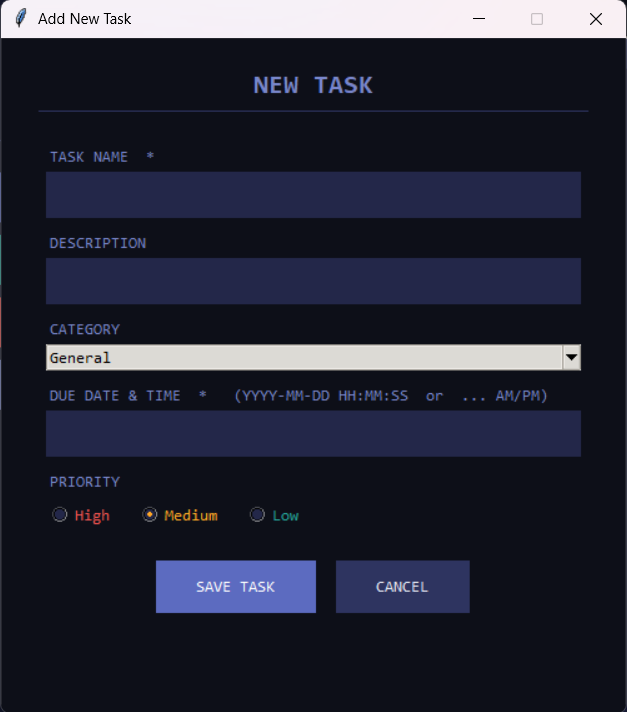 Add New Task
NEW TASK
TASK NAME *
DESCRIPTION
CATEGORY
General
DUE DATE & TIME * (YYYY-MM-DD HH:MM:SS or ... AM/PM)
PRIORITY
High Medium Low
SAVE TASK CANCEL